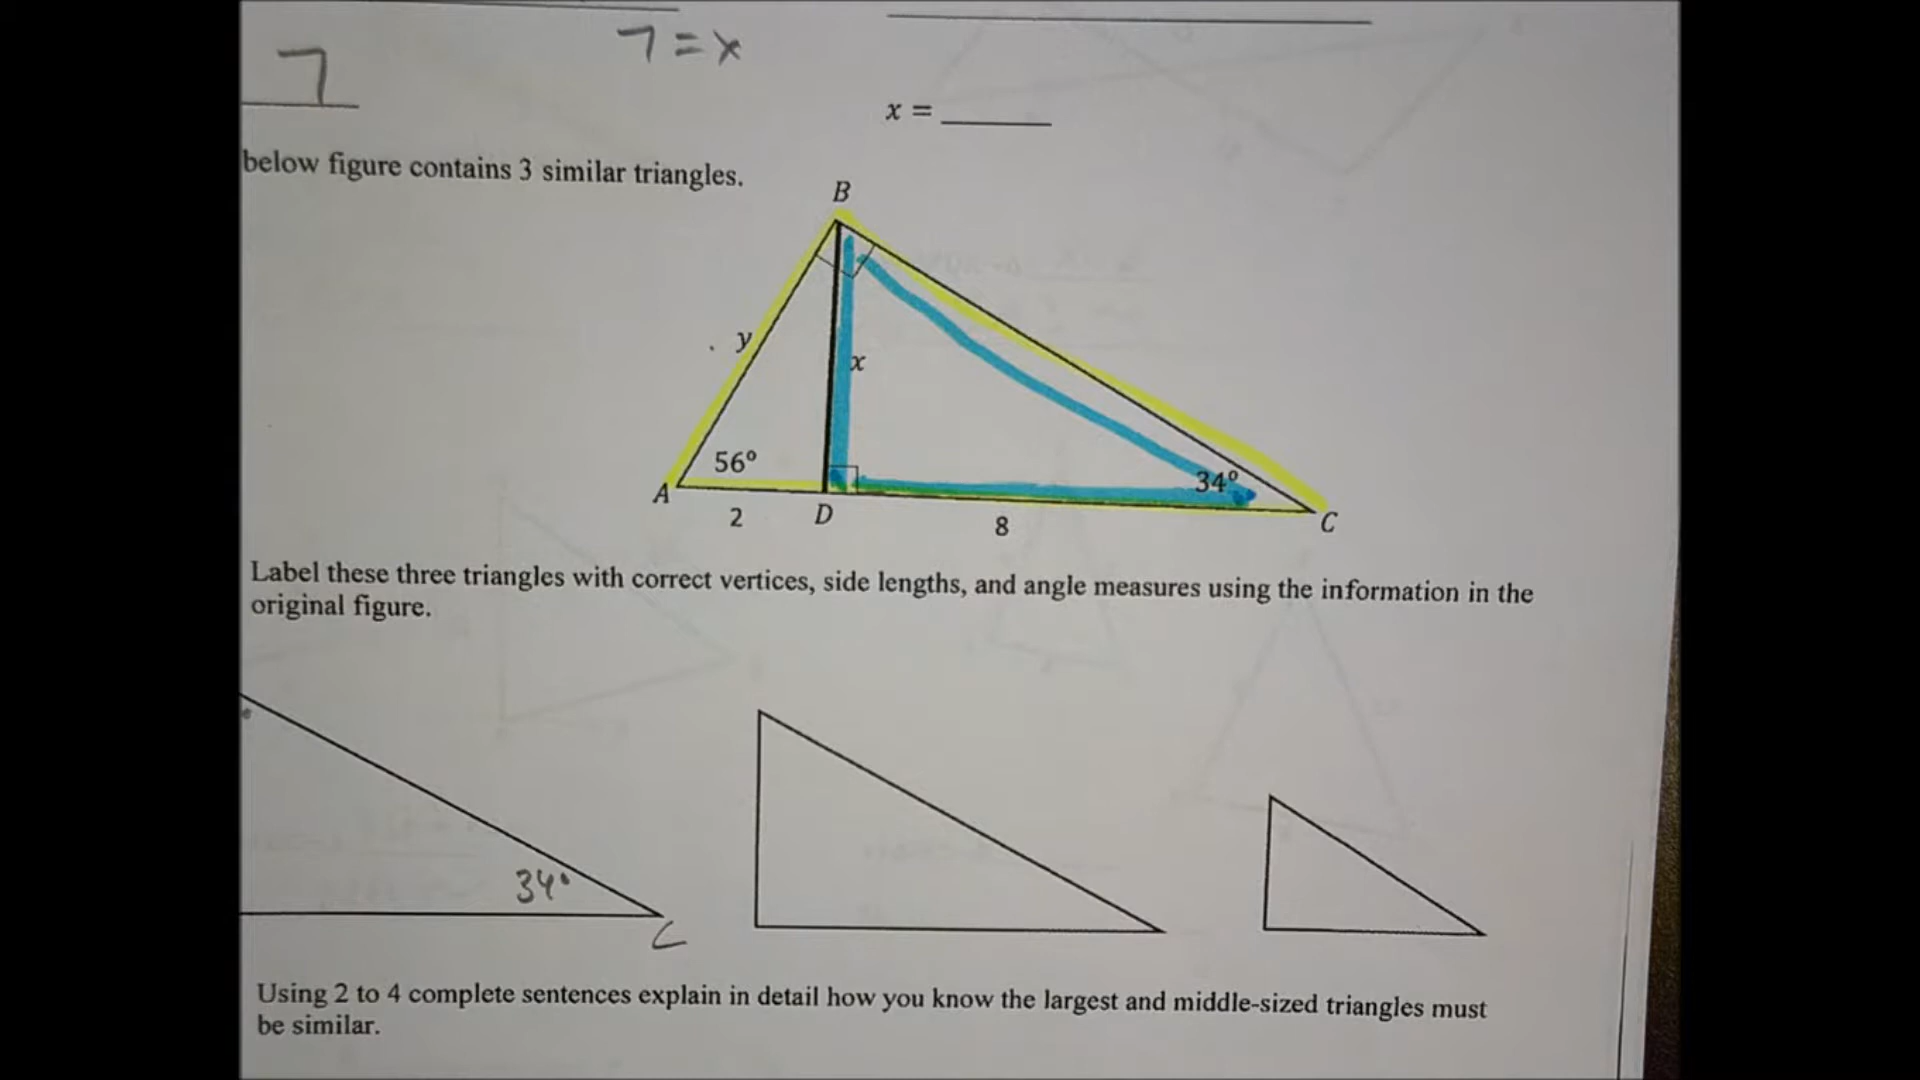 7 = x
7
x =
below figure contains 3 similar triangles.
B
y
x
56°
34°
A
2
D
8
C
Label these three triangles with correct vertices, side lengths, and angle measures using the information in the
original figure.
34°
C
Using 2 to 4 complete sentences explain in detail how you know the largest and middle-sized triangles must
be similar.